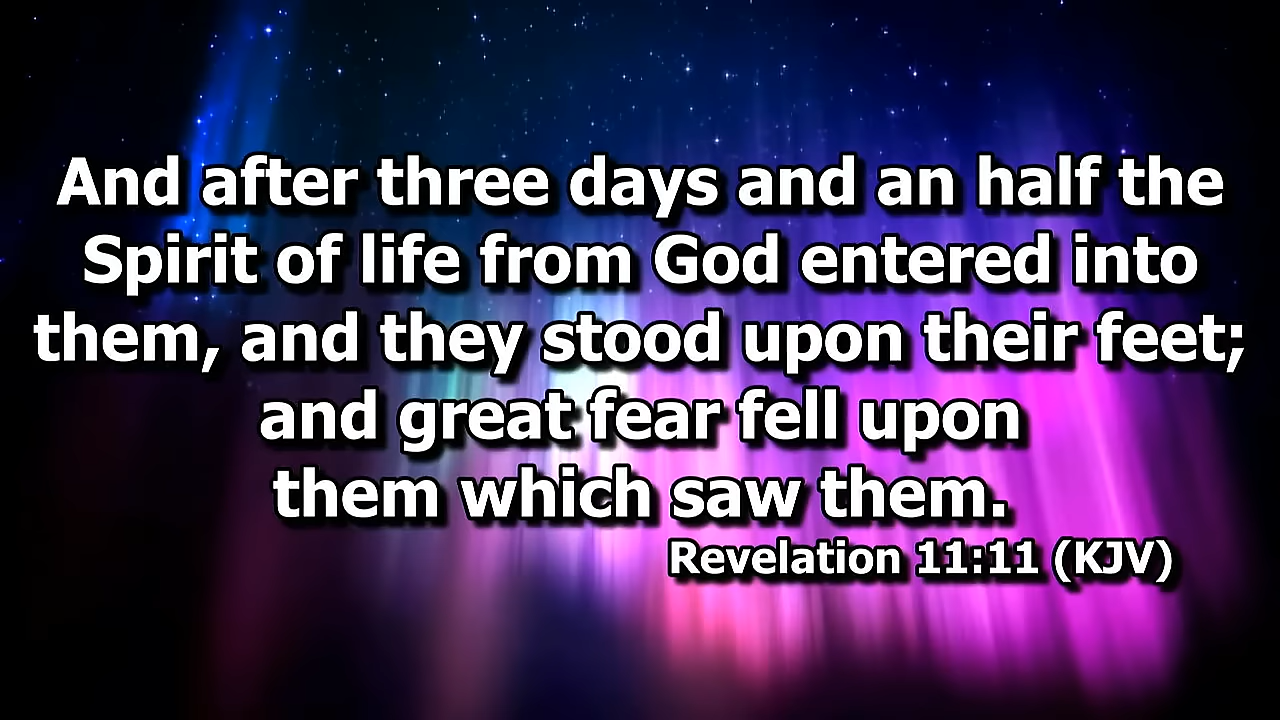 And after three days and an half the
Spirit of life from God entered into
them, and they stood upon their feet;
and great fear fell upon
them which saw them.
Revelation 11:11 (KJV)